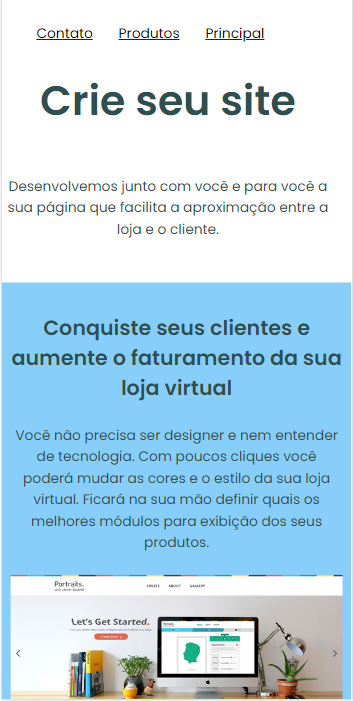 Contato Produtos Principal
Crie seu site
Desenvolvemos junto com você e para você a
sua página que facilita a aproximação entre a
loja e o cliente.
Conquiste seus clientes e
aumente o faturamento da sua
loja virtual
Você não precisa ser designer e nem entender
de tecnologia. Com poucos cliques você
poderá mudar as cores e o estilo da sua loja
virtual. Ficará na sua mão definir quais os
melhores módulos para exibição dos seus
produtos.
Portraits. CREATE ABOUT GALLERY
Let's Get Started.